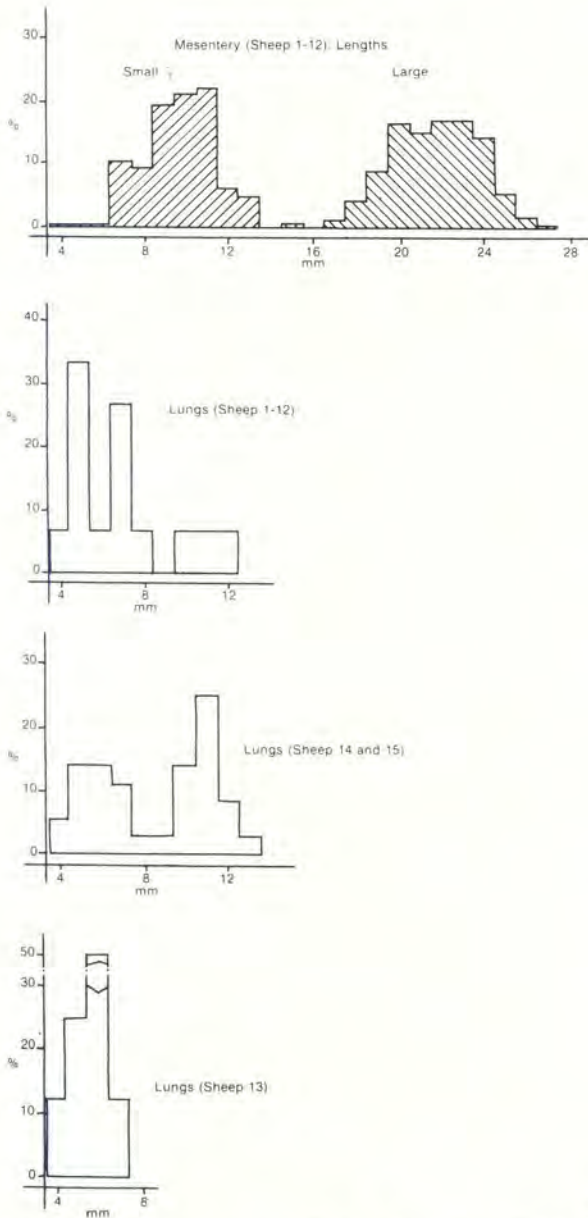 30
Mesentery (Sheep 1-12): Lengths
Small
Large
20
%
10
0
4 8 12 16 20 24 28
mm
40
30
Lungs (Sheep 1-12)
%
20
10
0
4 8 12
mm
30
20
Lungs (Sheep 14 and 15)
%
10
0
4 8 12
mm
50
30
20
%
Lungs (Sheep 13)
10
0
4 8
mm